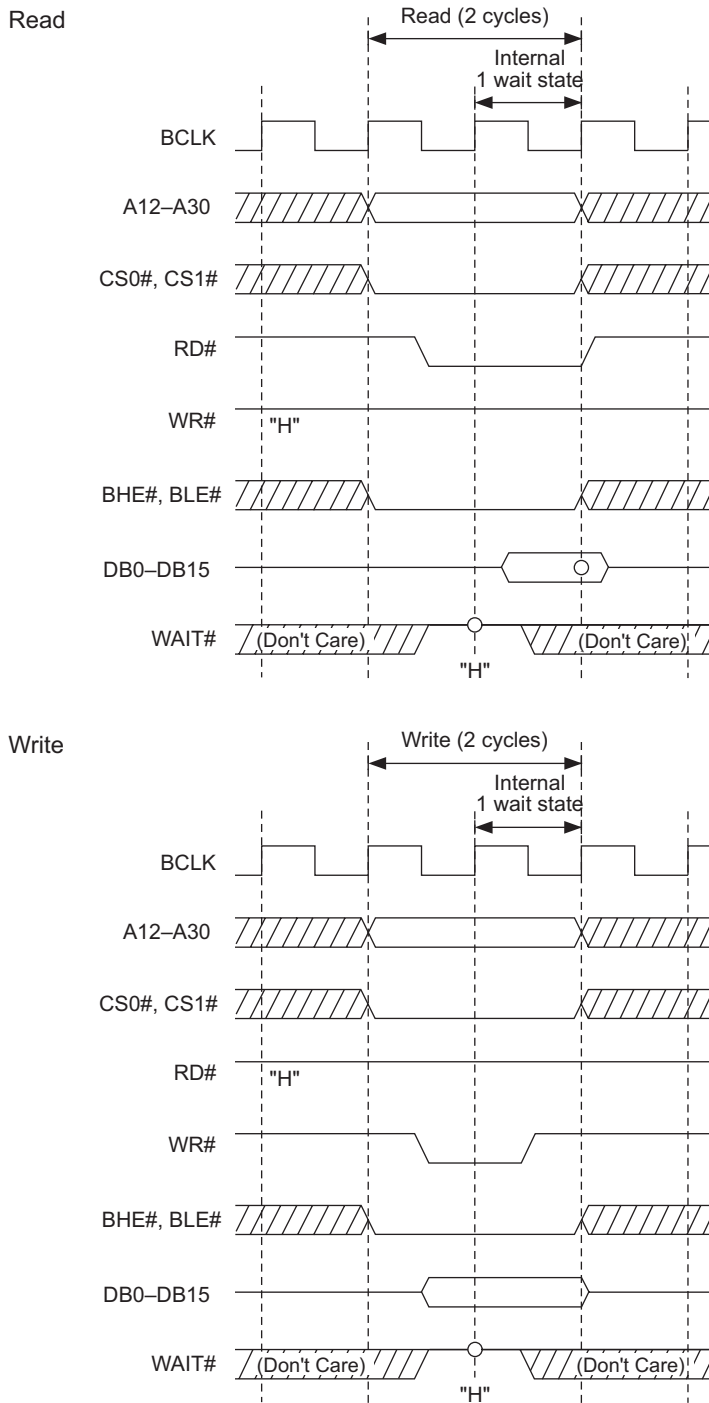 Read
Read (2 cycles)
Internal
1 wait state
BCLK
A12–A30
CS0#, CS1#
RD#
WR#
"H"
BHE#, BLE#
DB0–DB15
WAIT#
(Don't Care)
(Don't Care)
"H"
Write
Write (2 cycles)
Internal
1 wait state
BCLK
A12–A30
CS0#, CS1#
RD#
"H"
WR#
BHE#, BLE#
DB0–DB15
WAIT#
(Don't Care)
(Don't Care)
"H"